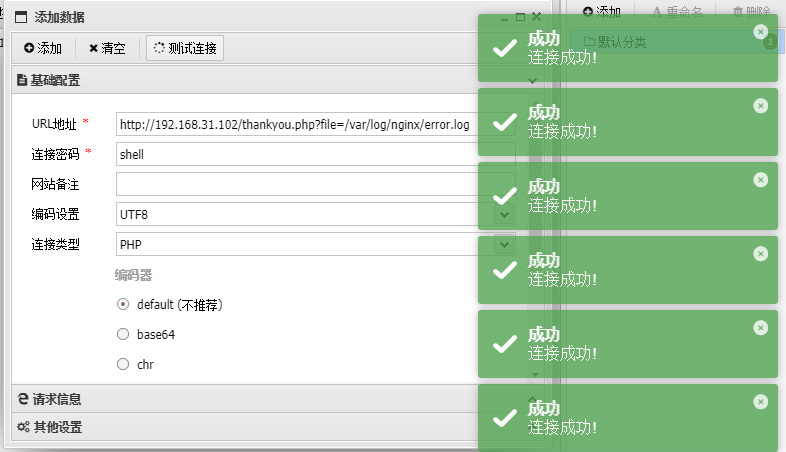 添加数据
添加 清空 测试连接
基础配置
URL地址 * http://192.168.31.102/thankyou.php?file=/var/log/nginx/error.log
连接密码 * shell
网站备注
编码设置 UTF8
连接类型 PHP
编码器
default (不推荐)
base64
chr
请求信息
其他设置
添加 重命名 删除
默认分类 1
成功
连接成功!
成功
连接成功!
成功
连接成功!
成功
连接成功!
成功
连接成功!
成功
连接成功!